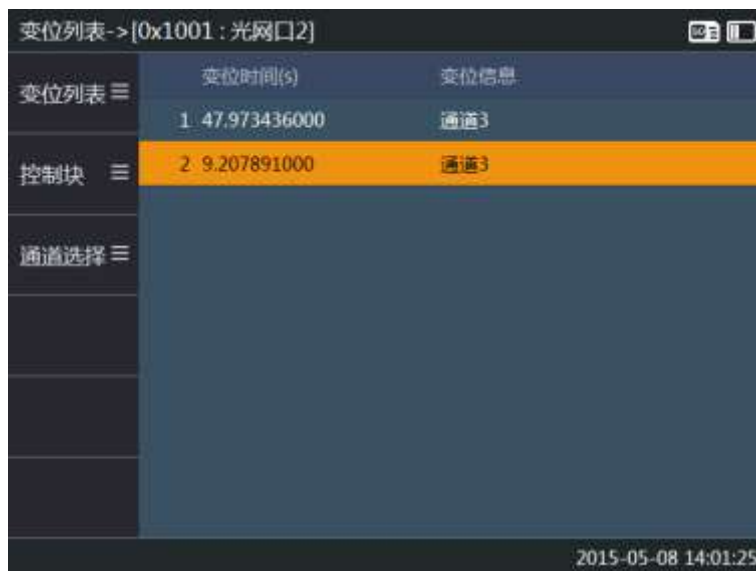 变位列表->[0x1001 : 光网口2]
变位时间(s) 变位信息
变位列表
1 47.973436000 通道3
2 9.207891000 通道3
控制块
通道选择
2015-05-08 14:01:25